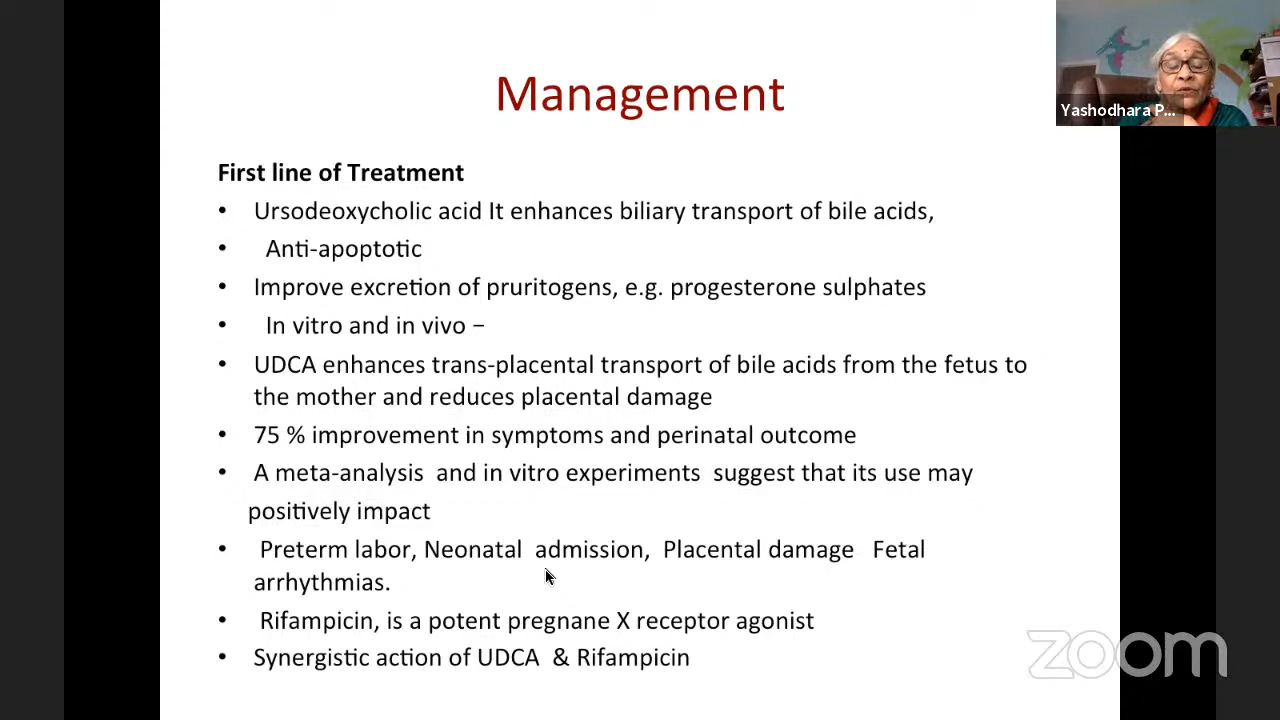 Management
Yashodhara P...
First line of Treatment
• Ursodeoxycholic acid It enhances biliary transport of bile acids,
• Anti-apoptotic
• Improve excretion of pruritogens, e.g. progesterone sulphates
• In vitro and in vivo −
• UDCA enhances trans-placental transport of bile acids from the fetus to
the mother and reduces placental damage
• 75 % improvement in symptoms and perinatal outcome
• A meta-analysis and in vitro experiments suggest that its use may
positively impact
• Preterm labor, Neonatal admission, Placental damage Fetal
arrhythmias.
• Rifampicin, is a potent pregnane X receptor agonist
• Synergistic action of UDCA & Rifampicin
zoom